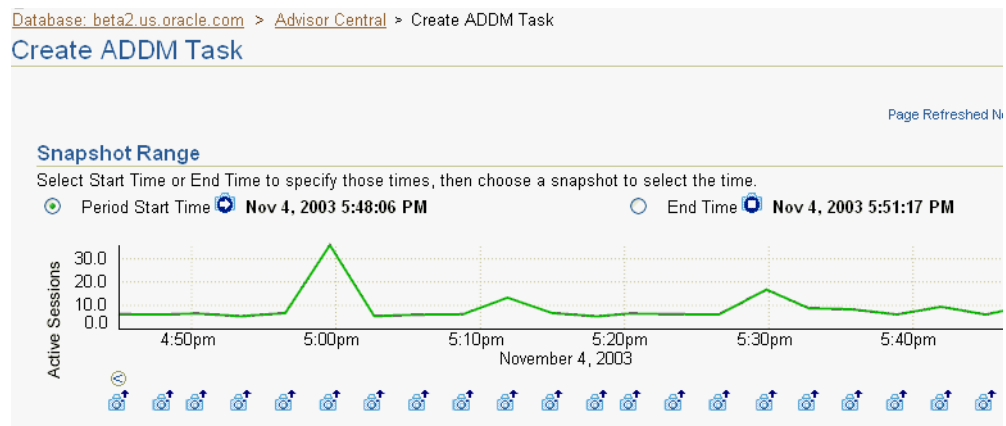 Database: beta2.us.oracle.com > Advisor Central > Create ADDM Task
Create ADDM Task
Page Refreshed
Snapshot Range
Select Start Time or End Time to specify those times, then choose a snapshot to select the time.
Period Start Time Nov 4, 2003 5:48:06 PM End Time Nov 4, 2003 5:51:17 PM
30.0
20.0
10.0
0.0
Active Sessions
4:50pm 5:00pm 5:10pm 5:20pm 5:30pm 5:40pm
November 4, 2003